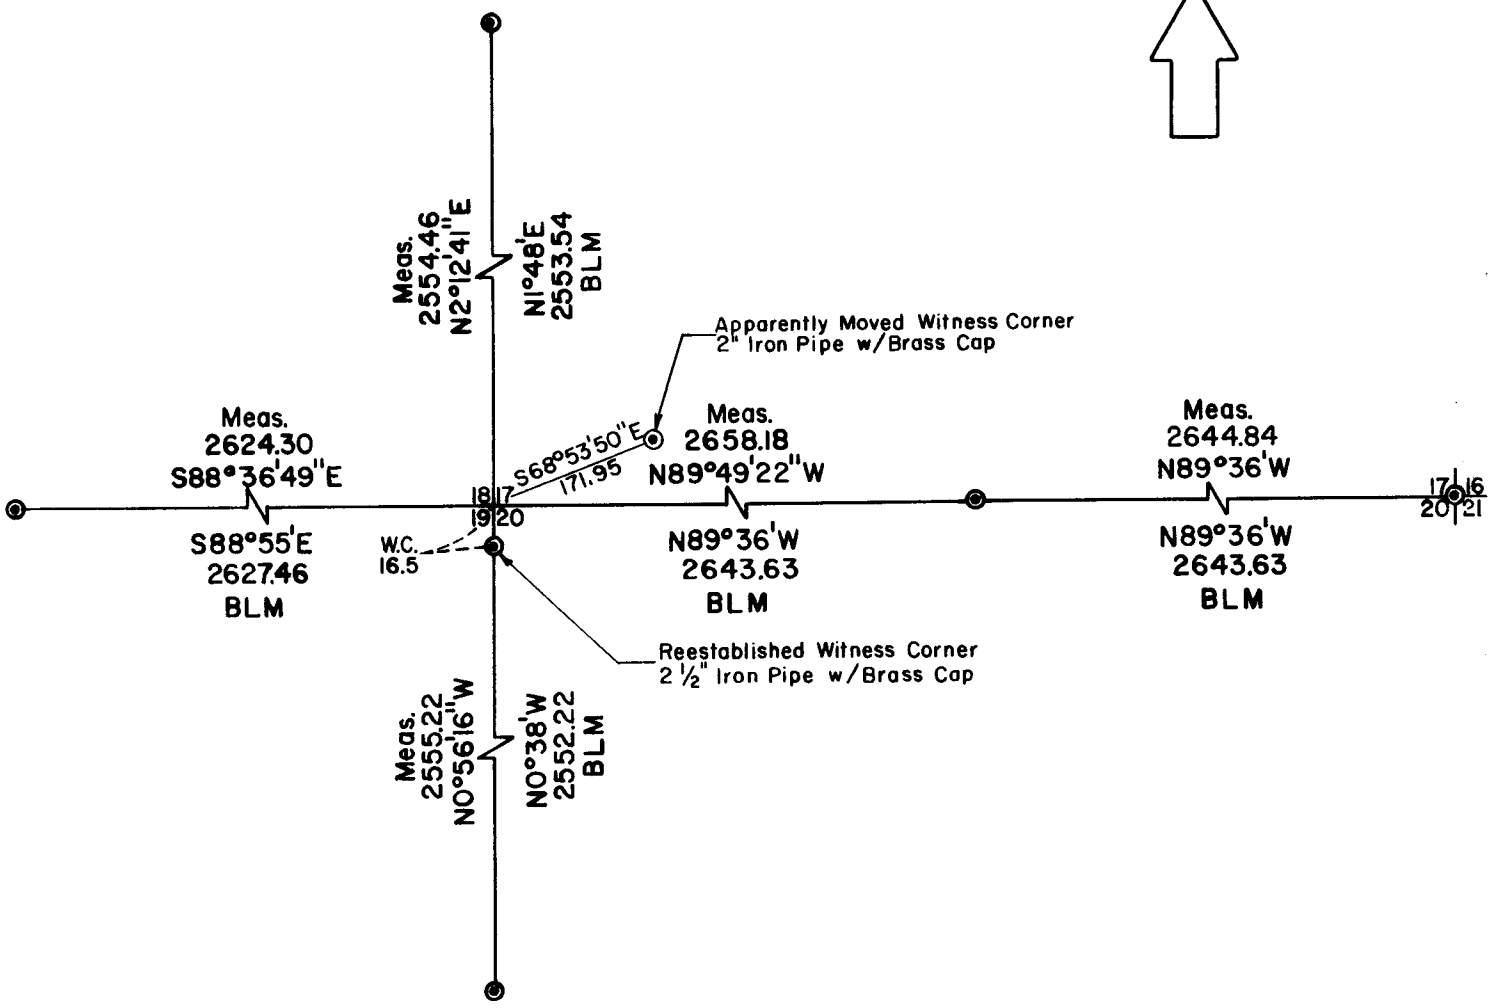 Meas.
2554.46
N2°12'41"E
N1°48'E
2553.54
BLM
Apparently Moved Witness Corner
2" Iron Pipe w/Brass Cap
Meas.
2624.30
S88°36'49"E
S68°53'50"E
171.95
Meas.
2658.18
N89°49'22"W
Meas.
2644.84
N89°36'W
18 17
19 20
17 16
20 21
S88°55'E
2627.46
BLM
W.C.
16.5
N89°36'W
2643.63
BLM
N89°36'W
2643.63
BLM
Reestablished Witness Corner
2 ½" Iron Pipe w/Brass Cap
Meas.
2555.22
N0°56'16"W
N0°38'W
2552.22
BLM